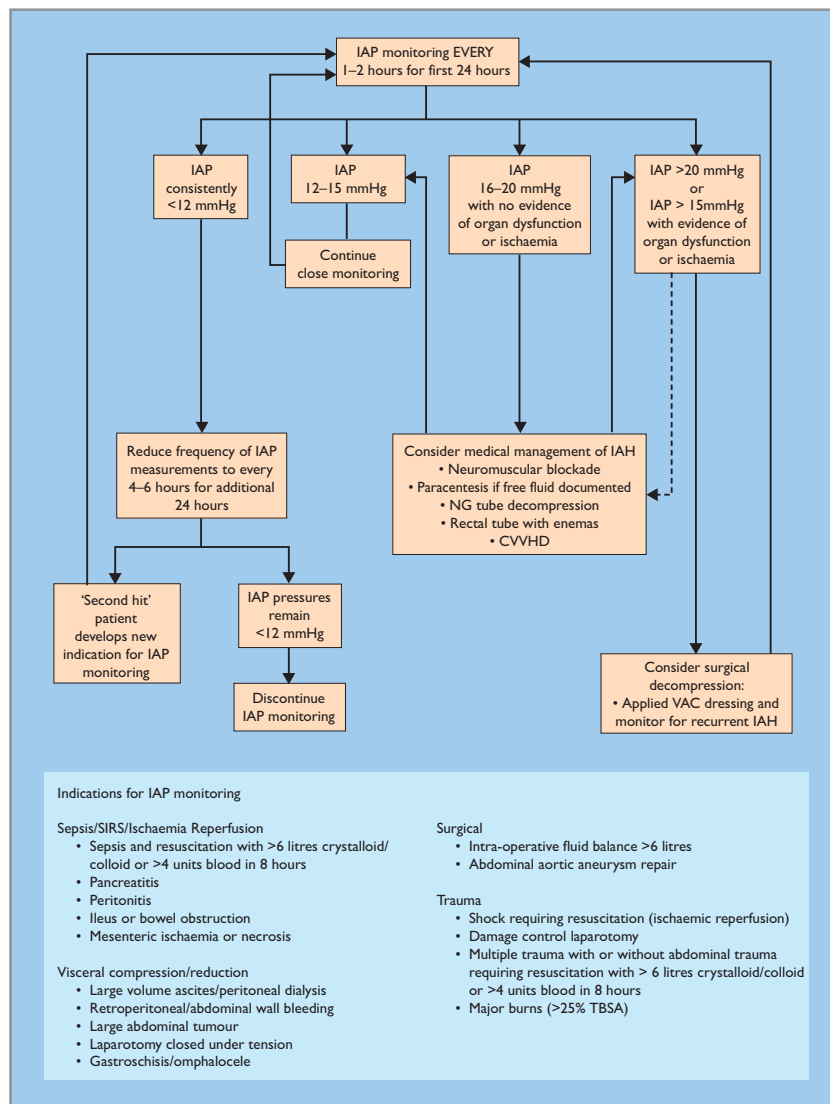 IAP monitoring EVERY
1–2 hours for first 24 hours
IAP
consistently
<12 mmHg
IAP
12–15 mmHg
IAP
16–20 mmHg
with no evidence
of organ dysfunction
or ischaemia
IAP >20 mmHg
or
IAP > 15mmHg
with evidence of
organ dysfunction
or ischaemia
Continue
close monitoring
Reduce frequency of IAP
measurements to every
4–6 hours for additional
24 hours
Consider medical management of IAH
• Neuromuscular blockade
• Paracentesis if free fluid documented
• NG tube decompression
• Rectal tube with enemas
• CVVHD
‘Second hit’
patient
develops new
indication for IAP
monitoring
IAP pressures
remain
<12 mmHg
Discontinue
IAP monitoring
Consider surgical
decompression:
• Applied VAC dressing and
monitor for recurrent IAH
Indications for IAP monitoring
Sepsis/SIRS/Ischaemia Reperfusion
• Sepsis and resuscitation with >6 litres crystalloid/
colloid or >4 units blood in 8 hours
• Pancreatitis
• Peritonitis
• Ileus or bowel obstruction
• Mesenteric ischaemia or necrosis
Visceral compression/reduction
• Large volume ascites/peritoneal dialysis
• Retroperitoneal/abdominal wall bleeding
• Large abdominal tumour
• Laparotomy closed under tension
• Gastroschisis/omphalocele
Surgical
• Intra-operative fluid balance >6 litres
• Abdominal aortic aneurysm repair
Trauma
• Shock requiring resuscitation (ischaemic reperfusion)
• Damage control laparotomy
• Multiple trauma with or without abdominal trauma
requiring resuscitation with > 6 litres crystalloid/colloid
or >4 units blood in 8 hours
• Major burns (>25% TBSA)